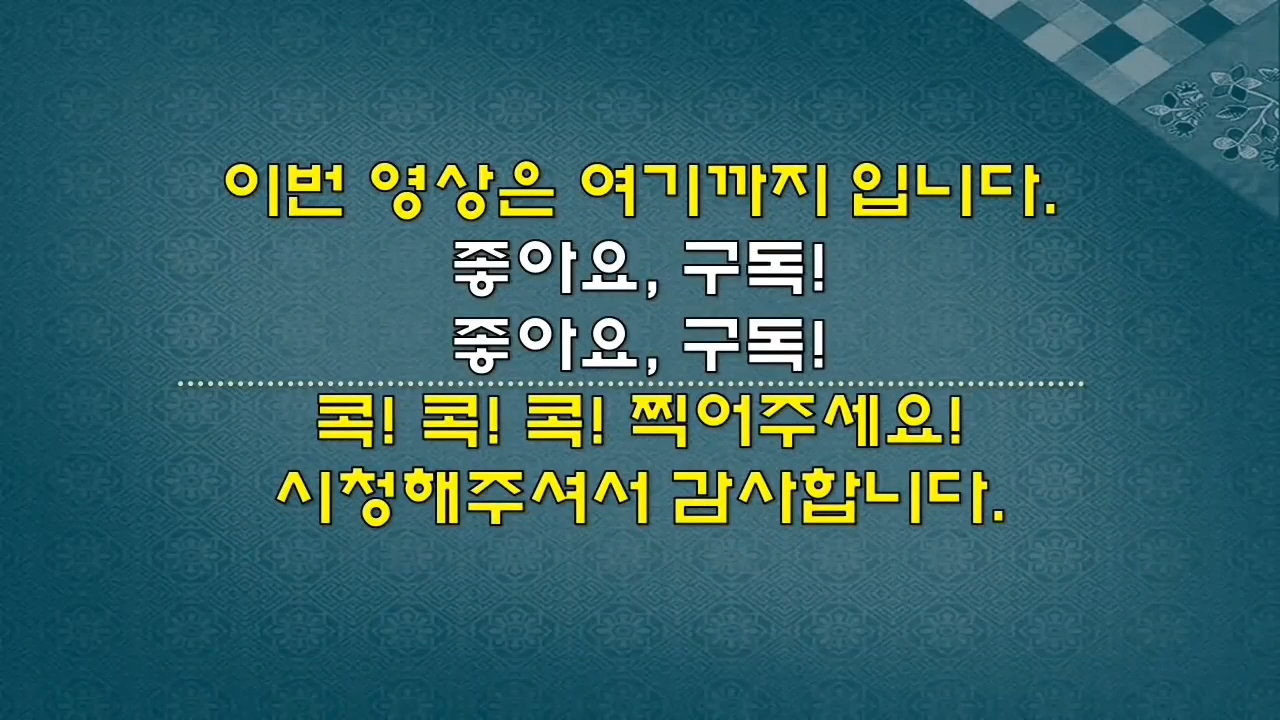 이번 영상은 여기까지 입니다.
좋아요, 구독!
좋아요, 구독!
콕! 콕! 콕! 찍어주세요!
시청해주셔서 감사합니다.